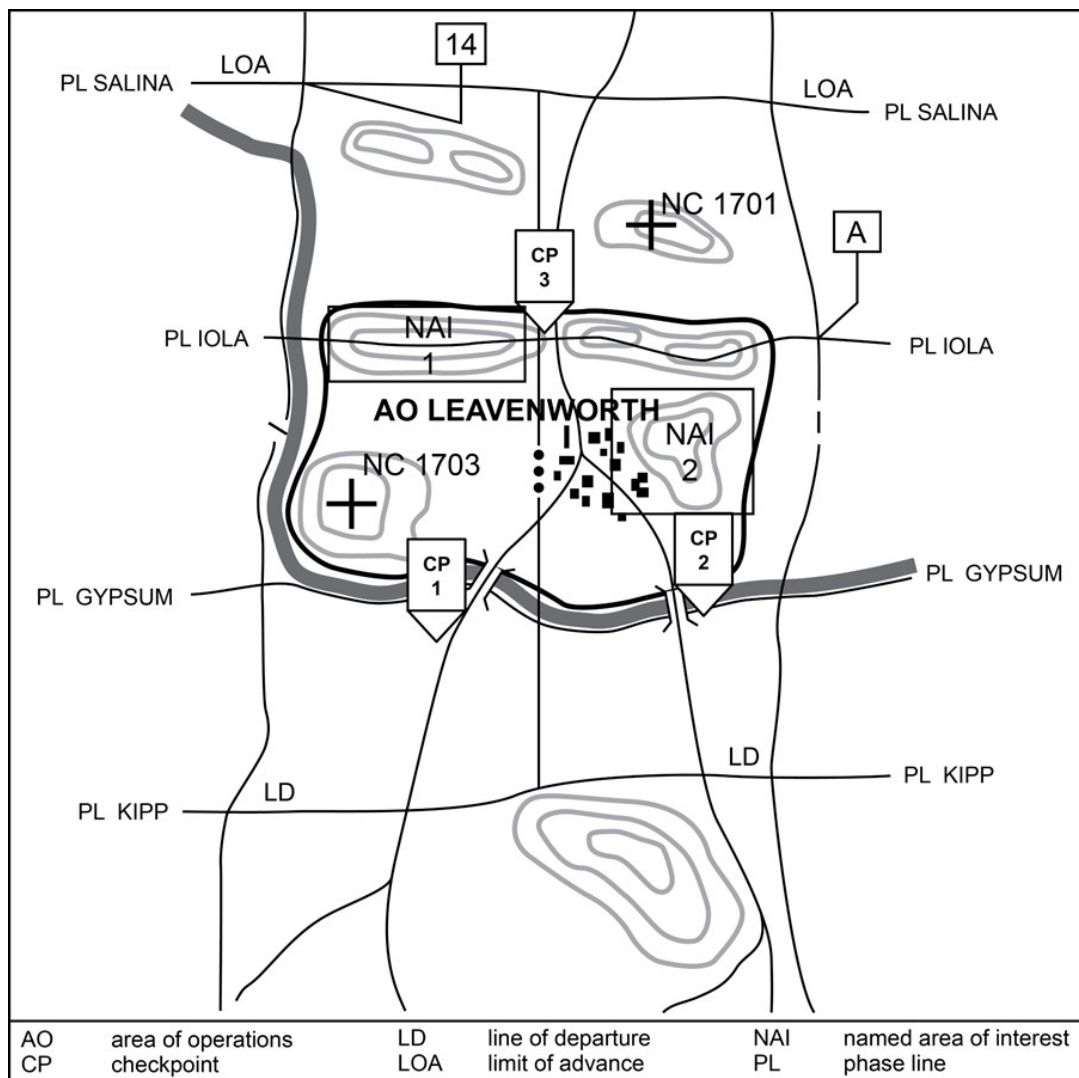 14
LOA
PL SALINA
LOA
PL SALINA
NC 1701
A
CP
3
NAI
1
PL IOLA
PL IOLA
AO LEAVENWORTH
NAI
2
NC 1703
CP
1
CP
2
PL GYPSUM
PL GYPSUM
LD
PL KIPP
LD
PL KIPP
AO area of operations LD line of departure NAI named area of interest
CP checkpoint LOA limit of advance PL phase line